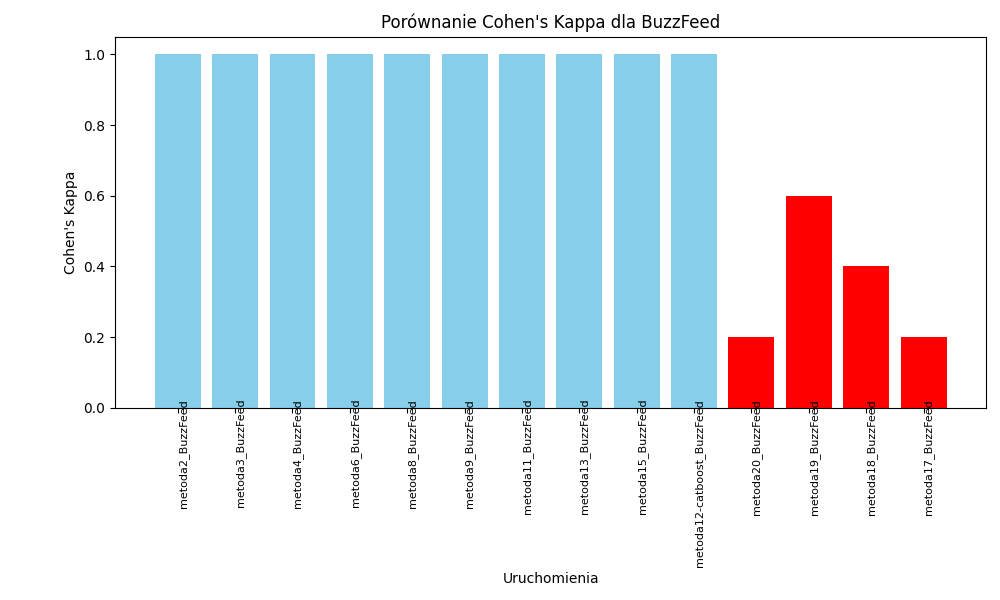 Porównanie Cohen's Kappa dla BuzzFeed
Cohen's Kappa
1.0
0.8
0.6
0.4
0.2
0.0
metoda2_BuzzFeed
metoda3_BuzzFeed
metoda4_BuzzFeed
metoda6_BuzzFeed
metoda8_BuzzFeed
metoda9_BuzzFeed
metoda11_BuzzFeed
metoda13_BuzzFeed
metoda15_BuzzFeed
metoda12-catboost_BuzzFeed
metoda20_BuzzFeed
metoda19_BuzzFeed
metoda18_BuzzFeed
metoda17_BuzzFeed
Uruchomienia